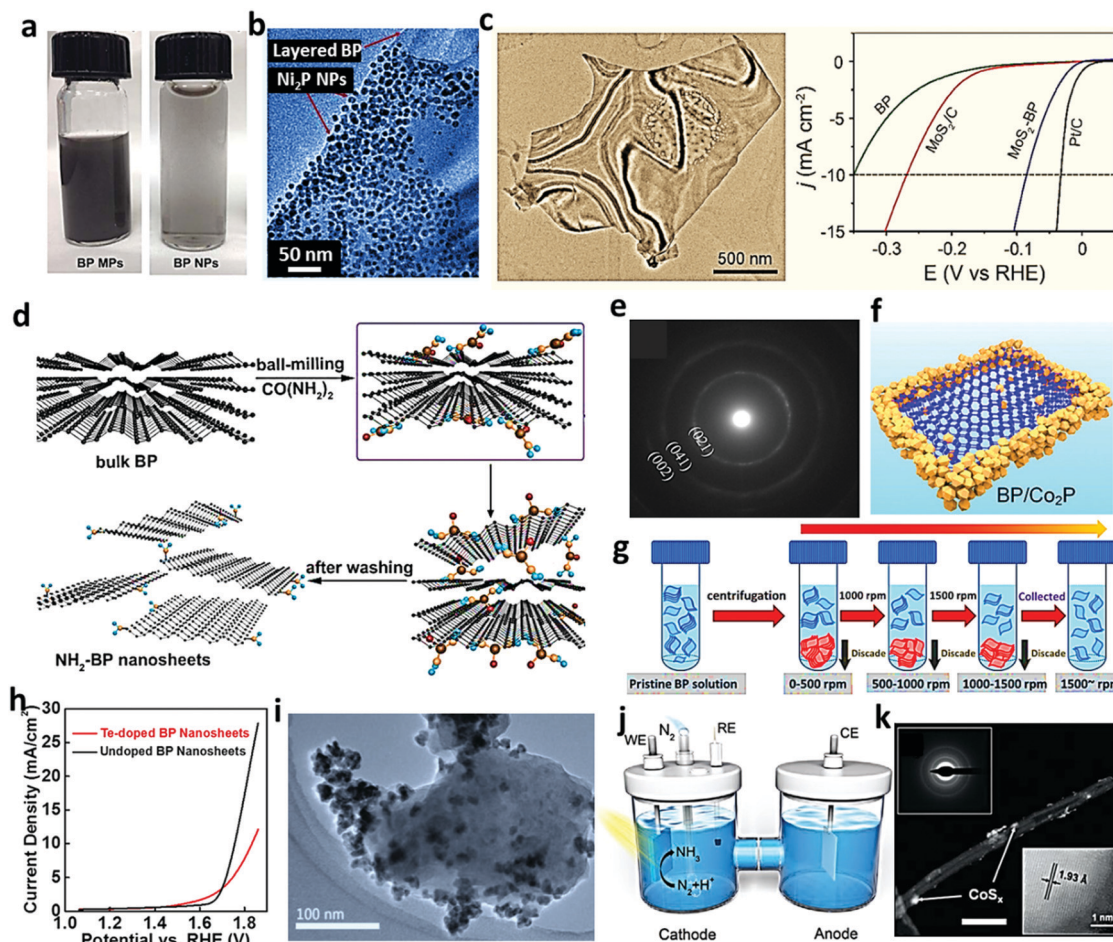 a
BP MPs
BP NPs
b
Layered BP
Ni₂P NPs
50 nm
c
500 nm
j (mA cm⁻²)
0
-5
-10
-15
BP
MoS₂/C
MoS₂-BP
Pt/C
-0.3
-0.2
-0.1
0
E (V vs RHE)
d
bulk BP
ball-milling
CO(NH₂)₂
after washing
NH₂-BP nanosheets
e
(002)
(041)
(021)
f
BP/Co₂P
g
centrifugation
1000 rpm
1500 rpm
Collected
Discade
Discade
Discade
Pristine BP solution
0-500 rpm
500-1000 rpm
1000-1500 rpm
1500~ rpm
h
Current Density (mA/cm²)
30
25
20
15
10
5
0
Te-doped BP Nanosheets
Undoped BP Nanosheets
1.0
1.2
1.4
1.6
1.8
Potential vs. RHE (V)
i
100 nm
j
WE
N₂
RE
CE
NH₃
N₂+H⁺
Cathode
Anode
k
CoSₓ
1.93 Å
1 nm